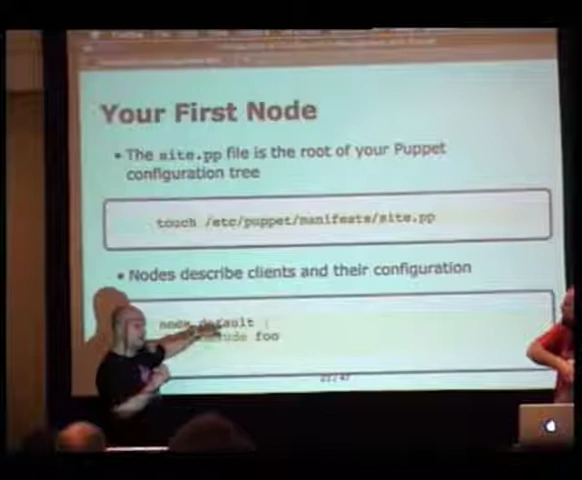 Your First Node
• The site.pp file is the root of your Puppet
configuration tree
touch /etc/puppet/manifests/site.pp
• Nodes describe clients and their configuration
node default {
include foo